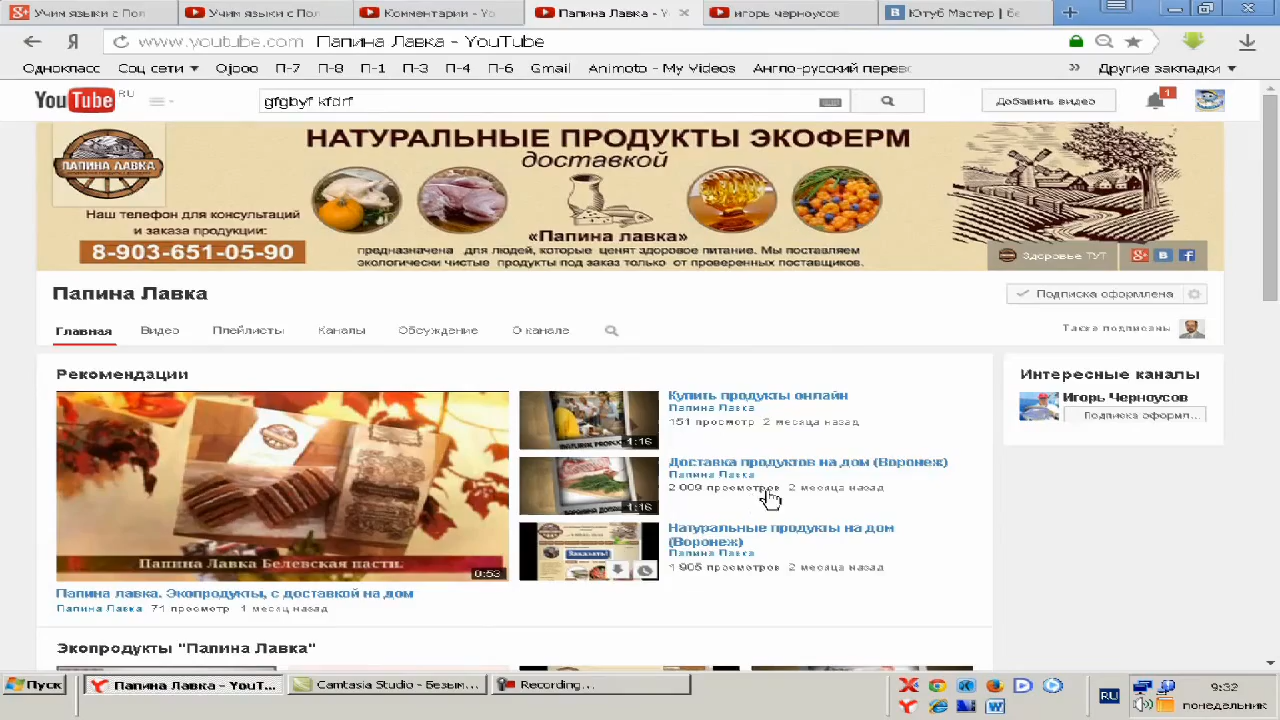 Учим языки с Пол
Учим языки с Пол
Комментарии - Yo
Папина Лавка - Y
игорь черноусов
Ютуб Мастер | бе
www.youtube.com Папина Лавка - YouTube
Однокласс Соц сети Ojooo П-7 П-8 П-1 П-3 П-4 П-6 Gmail Animoto - My Videos Англо-русский перев » Другие закладки
YouTube RU
gfgbyf kfdrf
Добавить видео
1
ПАПИНА ЛАВКА
НАТУРАЛЬНЫЕ ПРОДУКТЫ ЭКОФЕРМ
доставкой
Наш телефон для консультаций
и заказа продукции:
8-903-651-05-90
«Папина лавка»
предназначена для людей, которые ценят здоровое питание. Мы поставляем
экологически чистые продукты под заказ только от проверенных поставщиков.
Здоровье ТУТ
Папина Лавка
Подписка оформлена
Главная Видео Плейлисты Каналы Обсуждение О канале
Также подписаны
Рекомендации
Папина Лавка Белевская пасти.
0:53
Папина лавка. Экопродукты, с доставкой на дом
Папина Лавка 71 просмотр 1 месяц назад
1:16
Купить продукты онлайн
Папина Лавка
151 просмотр 2 месяца назад
1:16
Доставка продуктов на дом (Воронеж)
Папина Лавка
2 009 просмотров 2 месяца назад
Заказать!
Натуральные продукты на дом
(Воронеж)
Папина Лавка
1 905 просмотров 2 месяца назад
Интересные каналы
Игорь Черноусов
Подписка оформл...
Экопродукты "Папина Лавка"
Пуск
Папина Лавка - YouT...
Camtasia Studio - Безым...
Recording...
RU
9:32
понедельник